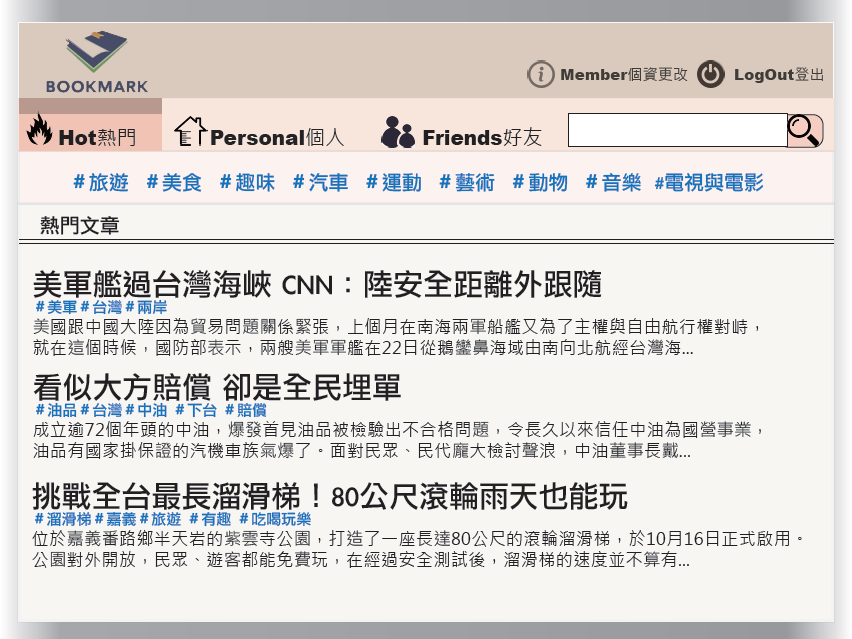 BOOKMARK
Member個資更改 LogOut登出
Hot熱門 Personal個人 Friends好友
#旅遊 #美食 #趣味 #汽車 #運動 #藝術 #動物 #音樂 #電視與電影
熱門文章
美軍艦過台灣海峽 CNN：陸安全距離外跟隨
#美軍#台灣#兩岸
美國跟中國大陸因為貿易問題關係緊張，上個月在南海兩軍船艦又為了主權與自由航行權對峙，
就在這個時候，國防部表示，兩艘美軍軍艦在22日從鵝鑾鼻海域由南向北航經台灣海...
看似大方賠償 卻是全民埋單
#油品#台灣#中油 #下台 #賠償
成立逾72個年頭的中油，爆發首見油品被檢驗出不合格問題，令長久以來信任中油為國營事業，
油品有國家掛保證的汽機車族氣爆了。面對民眾、民代龐大檢討聲浪，中油董事長戴...
挑戰全台最長溜滑梯！80公尺滾輪雨天也能玩
#溜滑梯#嘉義#旅遊 #有趣 #吃喝玩樂
位於嘉義番路鄉半天岩的紫雲寺公園，打造了一座長達80公尺的滾輪溜滑梯，於10月16日正式啟用。
公園對外開放，民眾、遊客都能免費玩，在經過安全測試後，溜滑梯的速度並不算有...